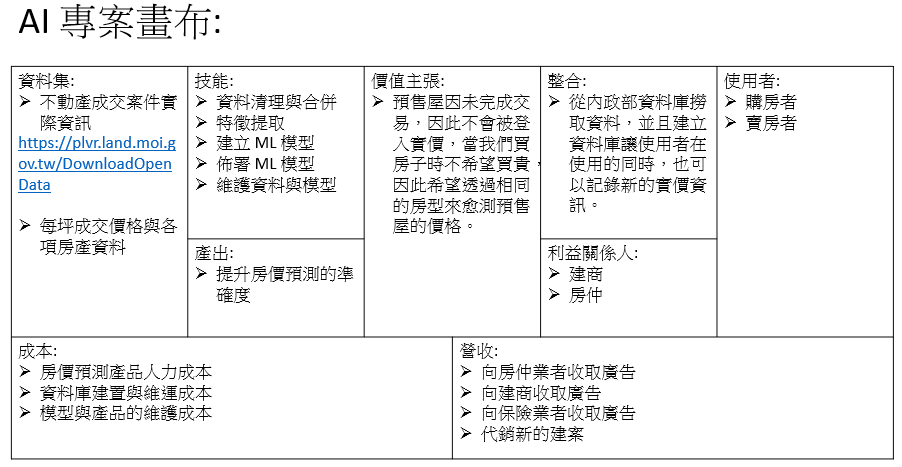 AI 專案畫布:
資料集:
➢ 不動產成交案件實
際資訊
https://plvr.land.moi.g
ov.tw/DownloadOpen
Data
➢ 每坪成交價格與各
項房產資料
技能:
➢ 資料清理與合併
➢ 特徵提取
➢ 建立 ML 模型
➢ 佈署 ML 模型
➢ 維護資料與模型
產出:
➢ 提升房價預測的準
確度
價值主張:
➢ 預售屋因未完成交
易，因此不會被登
入實價，當我們買
房子時不希望買貴，
因此希望透過相同
的房型來愈測預售
屋的價格。
整合:
➢ 從內政部資料庫撈
取資料，並且建立
資料庫讓使用者在
使用的同時，也可
以記錄新的實價資
訊。
利益關係人:
➢ 建商
➢ 房仲
使用者:
➢ 購房者
➢ 賣房者
成本:
➢ 房價預測產品人力成本
➢ 資料庫建置與維運成本
➢ 模型與產品的維護成本
營收:
➢ 向房仲業者收取廣告
➢ 向建商收取廣告
➢ 向保險業者收取廣告
➢ 代銷新的建案